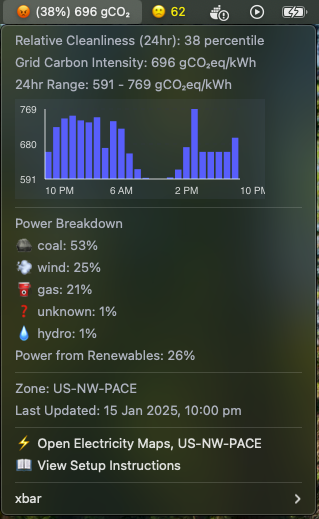 (38%) 696 gCO₂ 62
Relative Cleanliness (24hr): 38 percentile
Grid Carbon Intensity: 696 gCO₂eq/kWh
24hr Range: 591 - 769 gCO₂eq/kWh
769
680
591
10 PM 6 AM 2 PM 10 PM
Power Breakdown
coal: 53%
wind: 25%
gas: 21%
❓ unknown: 1%
hydro: 1%
Power from Renewables: 26%
Zone: US-NW-PACE
Last Updated: 15 Jan 2025, 10:00 pm
Open Electricity Maps, US-NW-PACE
View Setup Instructions
xbar